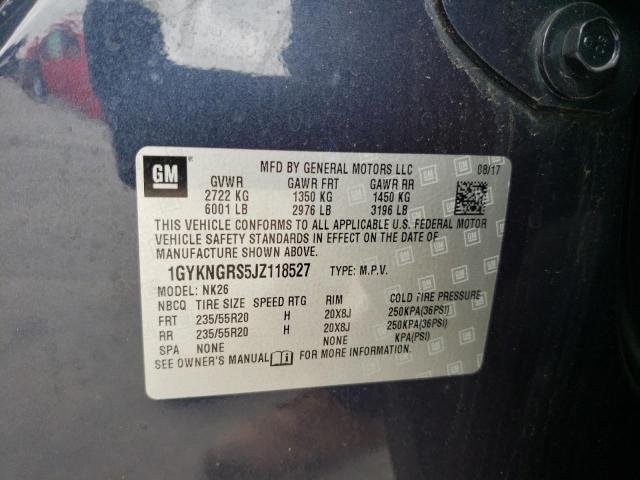 GM
MFD BY GENERAL MOTORS LLC 08/17
GVWR GAWR FRT GAWR RR
2722 KG 1350 KG 1450 KG
6001 LB 2976 LB 3196 LB
THIS VEHICLE CONFORMS TO ALL APPLICABLE U.S. FEDERAL MOTOR
VEHICLE SAFETY STANDARDS IN EFFECT ON THE DATE OF
MANUFACTURE SHOWN ABOVE.
1GYKNGRS5JZ118527 TYPE: M.P.V.
MODEL: NK26
NBCQ TIRE SIZE SPEED RTG RIM COLD TIRE PRESSURE
FRT 235/55R20 H 20X8J 250KPA(36PSI)
RR 235/55R20 H 20X8J 250KPA(36PSI)
SPA NONE NONE KPA(PSI)
SEE OWNER'S MANUAL FOR MORE INFORMATION.